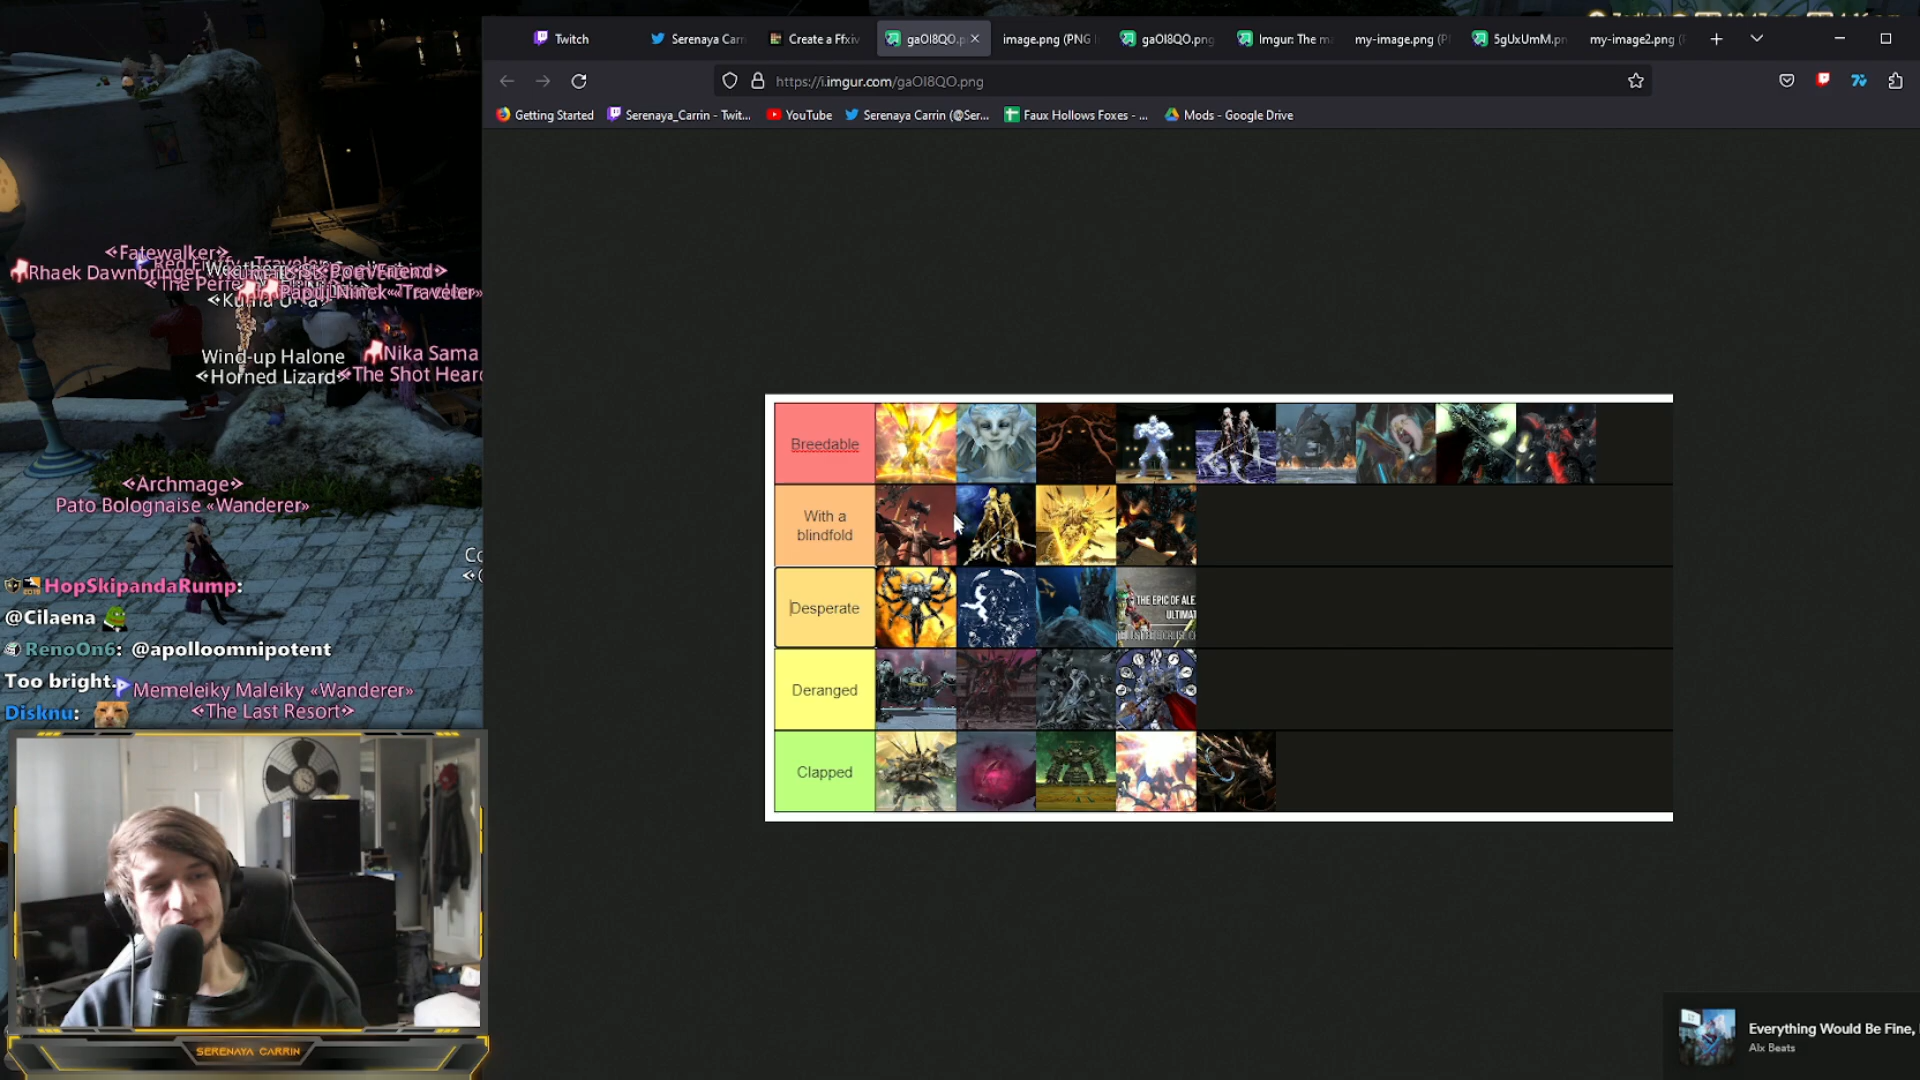 Twitch
Serenaya Carr
Create a Ffxiv
gaOI8QO.p
image.png (PNG I
gaOI8QO.png
Imgur: The m
my-image.png (P
5gUxUmM.pn
my-image2.png (
https://i.imgur.com/gaOI8QO.png
Getting Started
Serenaya_Carrin - Twit...
YouTube
Serenaya Carrin (@Ser...
Faux Hollows Foxes - ...
Mods - Google Drive
«Fatewalker»
Rhaek Dawnbringer
Papuj Ninek «Traveler»
Wind-up Halone
«Horned Lizard»
Nika Sama
«The Shot Hear
«Archmage»
Pato Bolognaise «Wanderer»
HopSkipandaRump:
@Cilaena
RenoOn6: @apolloomnipotent
Too bright.
Memeleiky Maleiky «Wanderer»
«The Last Resort»
Disknu:
Breedable
With a
blindfold
Desperate
THE EPIC OF ALE
ULTIMAT
Deranged
Clapped
SERENAYA CARRIN
Everything Would Be Fine,
Alx Beats